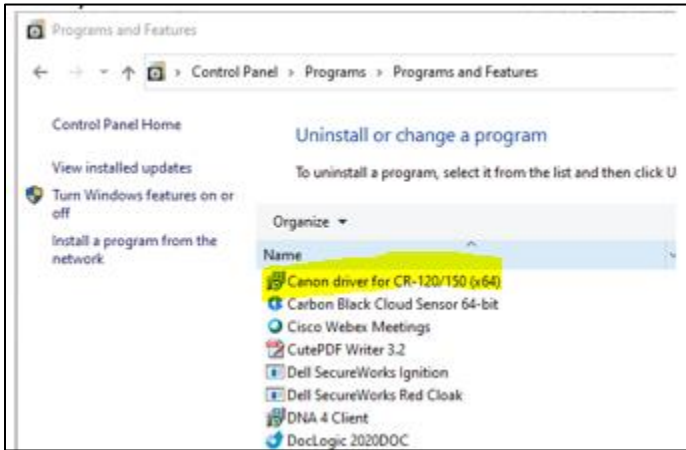 Programs and Features
Control Panel > Programs > Programs and Features
Control Panel Home
View installed updates
Turn Windows features on or
off
Install a program from the
network
Uninstall or change a program
To uninstall a program, select it from the list and then click U
Organize
Name
Canon driver for CR-120/150 (x64)
Carbon Black Cloud Sensor 64-bit
Cisco Webex Meetings
CutePDF Writer 3.2
Dell SecureWorks Ignition
Dell SecureWorks Red Cloak
DNA 4 Client
DocLogic 2020DOC